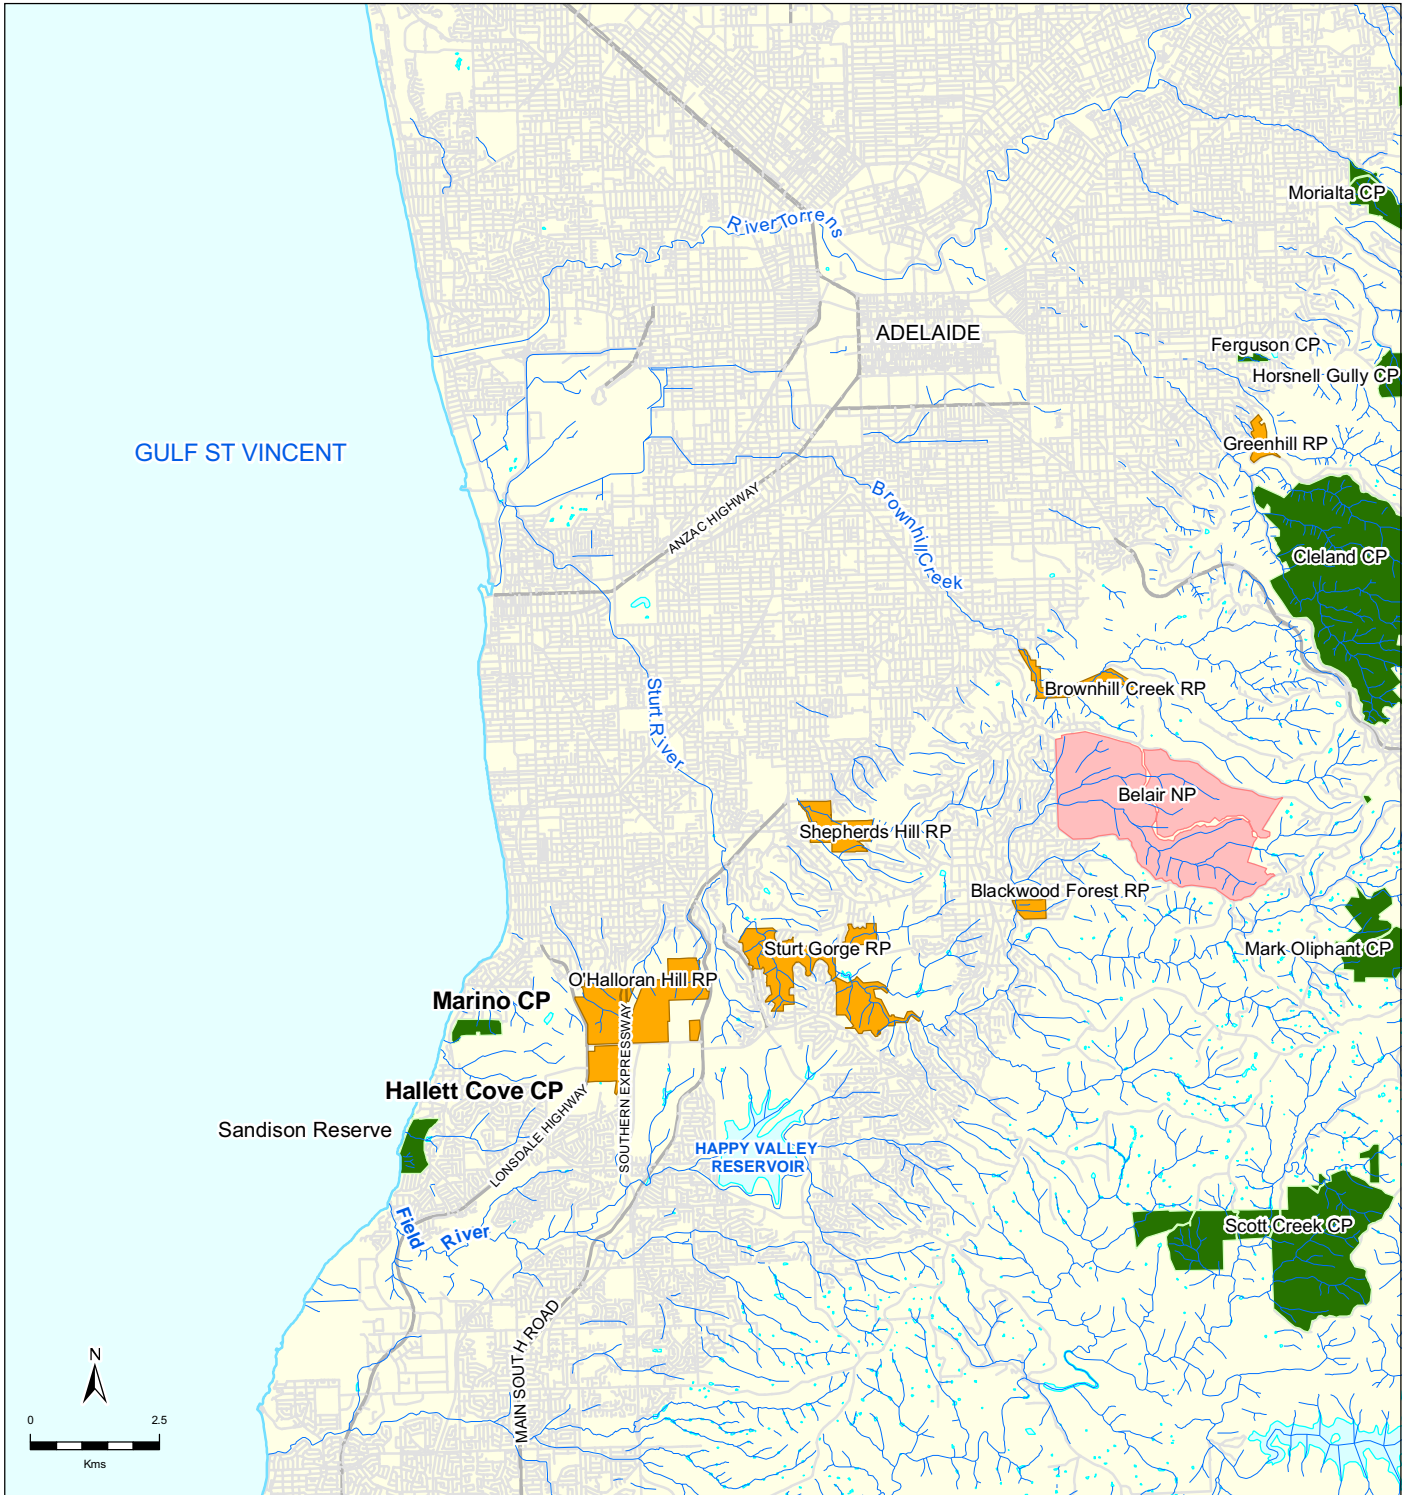 Morialta CP
River Torrens
ADELAIDE
Ferguson CP
Horsnell Gully CP
GULF ST VINCENT
Greenhill RP
ANZAC HIGHWAY
Brownhill Creek
Cleland CP
Sturt River
Brownhill Creek RP
Belair NP
Shepherds Hill RP
Blackwood Forest RP
Sturt Gorge RP
Mark Oliphant CP
O'Halloran Hill RP
Marino CP
SOUTHERN EXPRESSWAY
Hallett Cove CP
LONSDALE HIGHWAY
Sandison Reserve
HAPPY VALLEY
RESERVOIR
Field River
Scott Creek CP
MAIN SOUTH ROAD
N
0 2.5
Kms